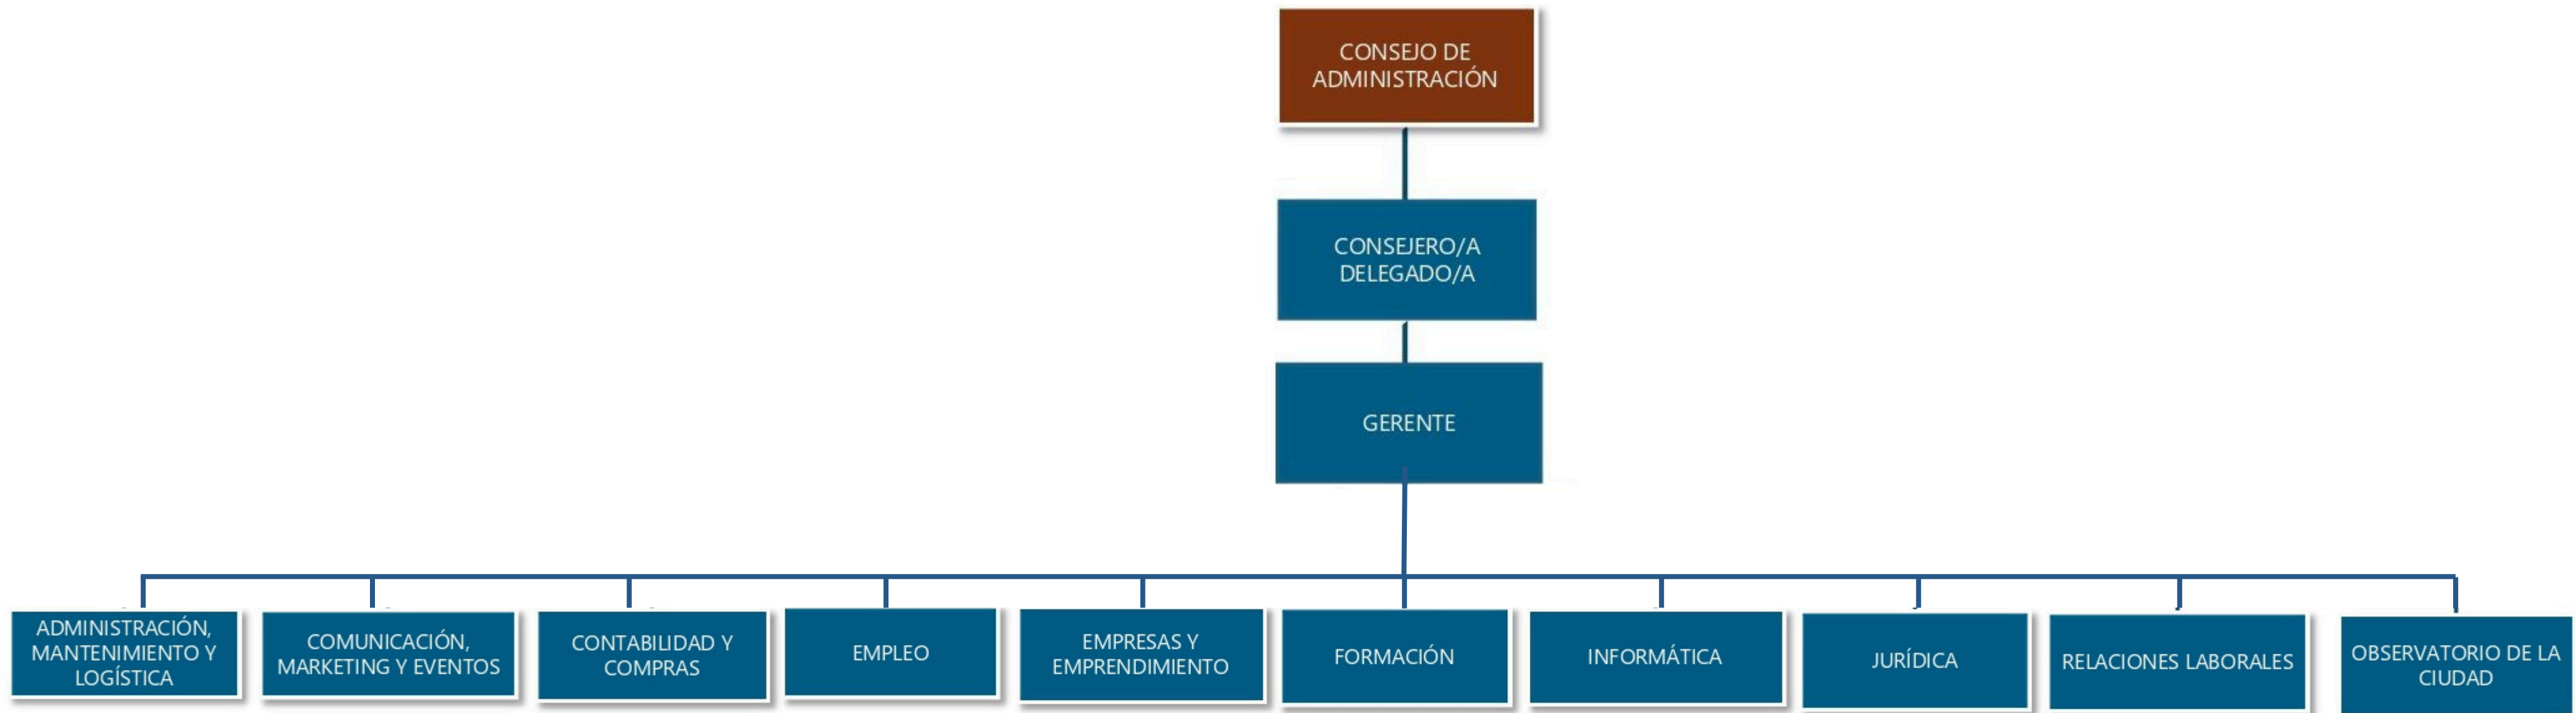 CONSEJO DE
ADMINISTRACIÓN
CONSEJERO/A
DELEGADO/A
GERENTE
ADMINISTRACIÓN,
MANTENIMIENTO Y
LOGÍSTICA
COMUNICACIÓN,
MARKETING Y EVENTOS
CONTABILIDAD Y
COMPRAS
EMPLEO
EMPRESAS Y
EMPRENDIMIENTO
FORMACIÓN
INFORMÁTICA
JURÍDICA
RELACIONES LABORALES
OBSERVATORIO DE LA
CIUDAD